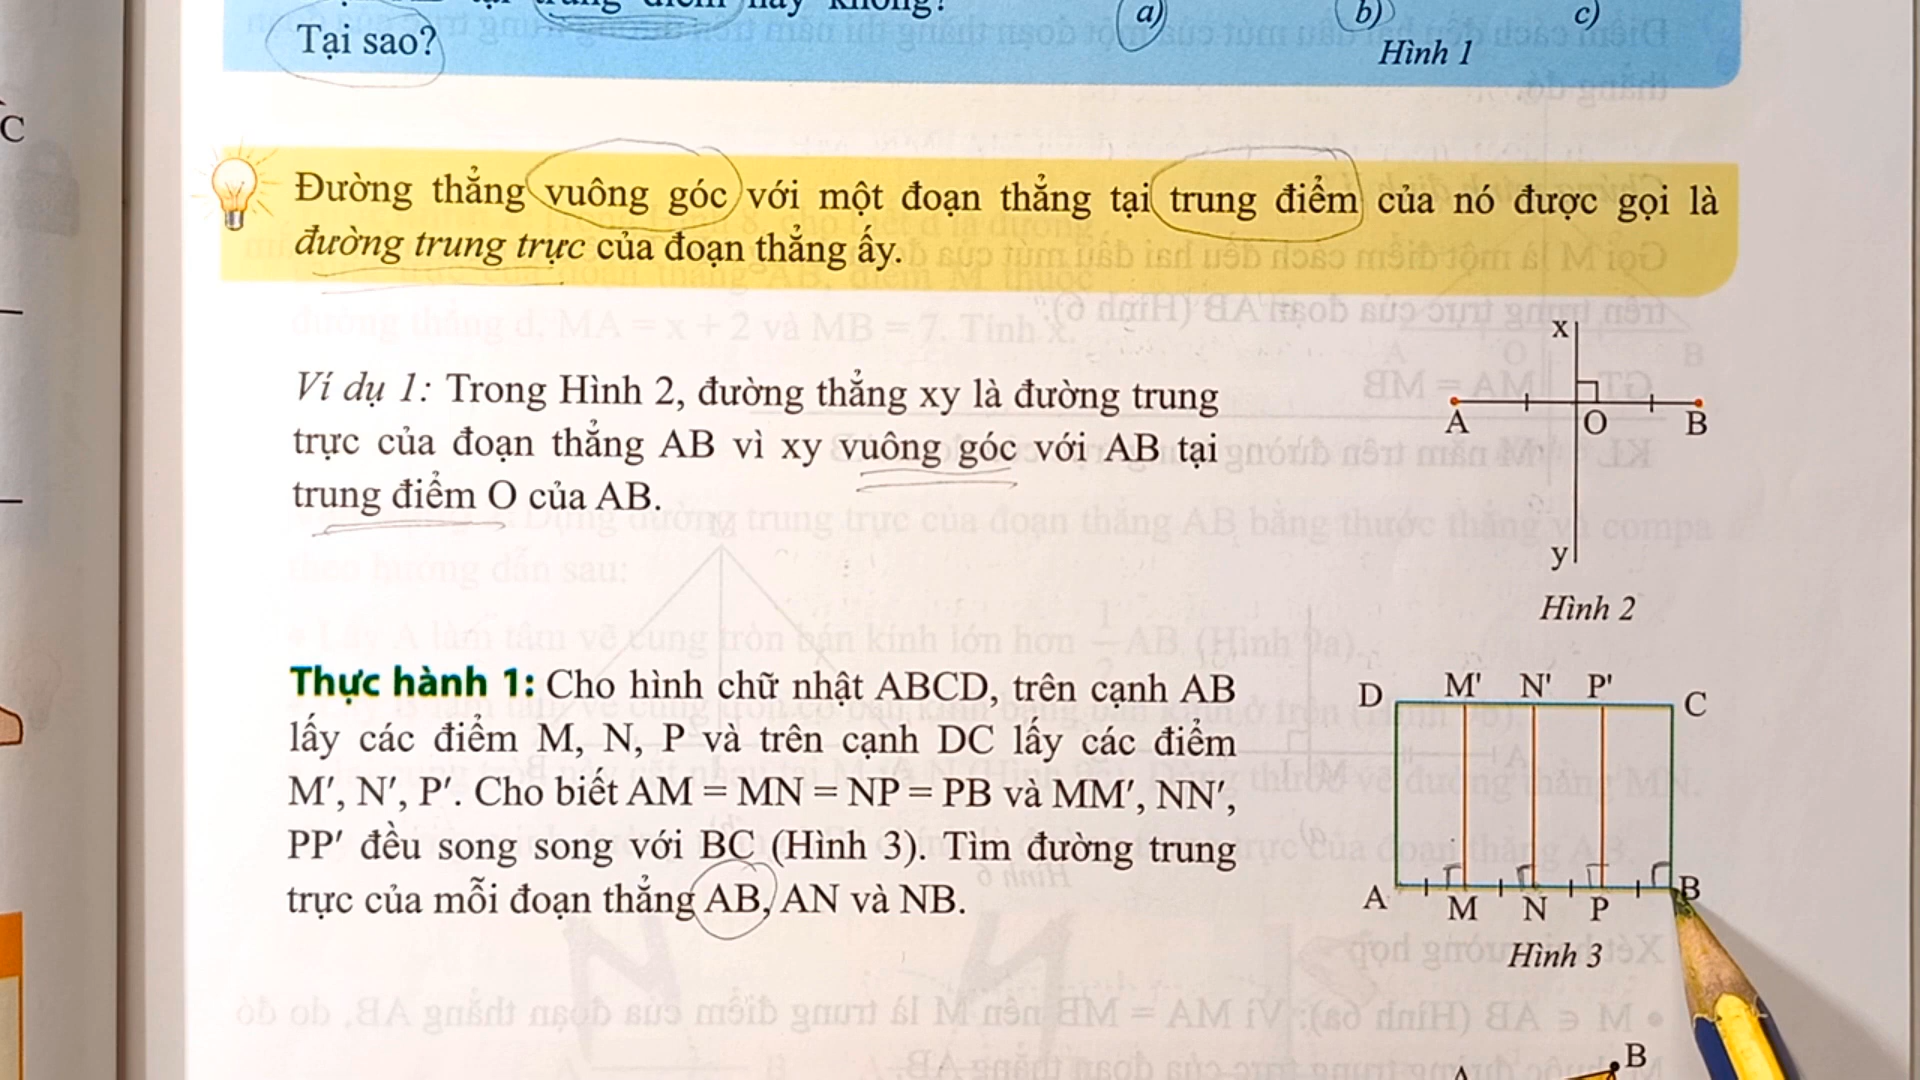 Tại sao?
a) b) c)
Hình 1
C
Đường thẳng vuông góc với một đoạn thẳng tại trung điểm của nó được gọi là
đường trung trực của đoạn thẳng ấy.
Ví dụ 1: Trong Hình 2, đường thẳng xy là đường trung
trực của đoạn thẳng AB vì xy vuông góc với AB tại
trung điểm O của AB.
x
A O B
y
Hình 2
Thực hành 1: Cho hình chữ nhật ABCD, trên cạnh AB
lấy các điểm M, N, P và trên cạnh DC lấy các điểm
M′, N′, P′. Cho biết AM = MN = NP = PB và MM′, NN′,
PP′ đều song song với BC (Hình 3). Tìm đường trung
trực của mỗi đoạn thẳng AB, AN và NB.
D M' N' P' C
A M N P B
Hình 3
B